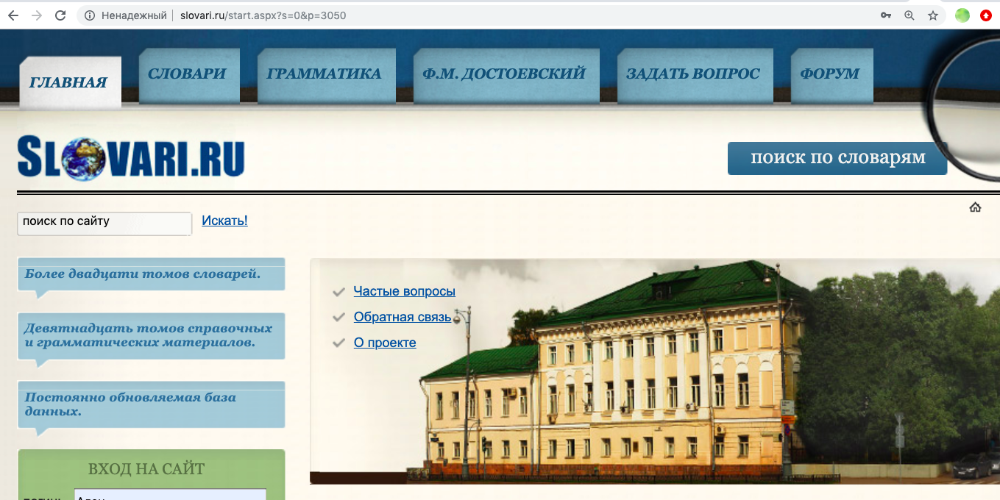 Ненадежный
slovari.ru/start.aspx?s=0&p=3050
ГЛАВНАЯ
СЛОВАРИ
ГРАММАТИКА
Ф.М. ДОСТОЕВСКИЙ
ЗАДАТЬ ВОПРОС
ФОРУМ
SLOVARI.RU
поиск по словарям
поиск по сайту
Искать!
Более двадцати томов словарей.
Девятнадцать томов справочных
и грамматических материалов.
Постоянно обновляемая база
данных.
Частые вопросы
Обратная связь
О проекте
ВХОД НА САЙТ